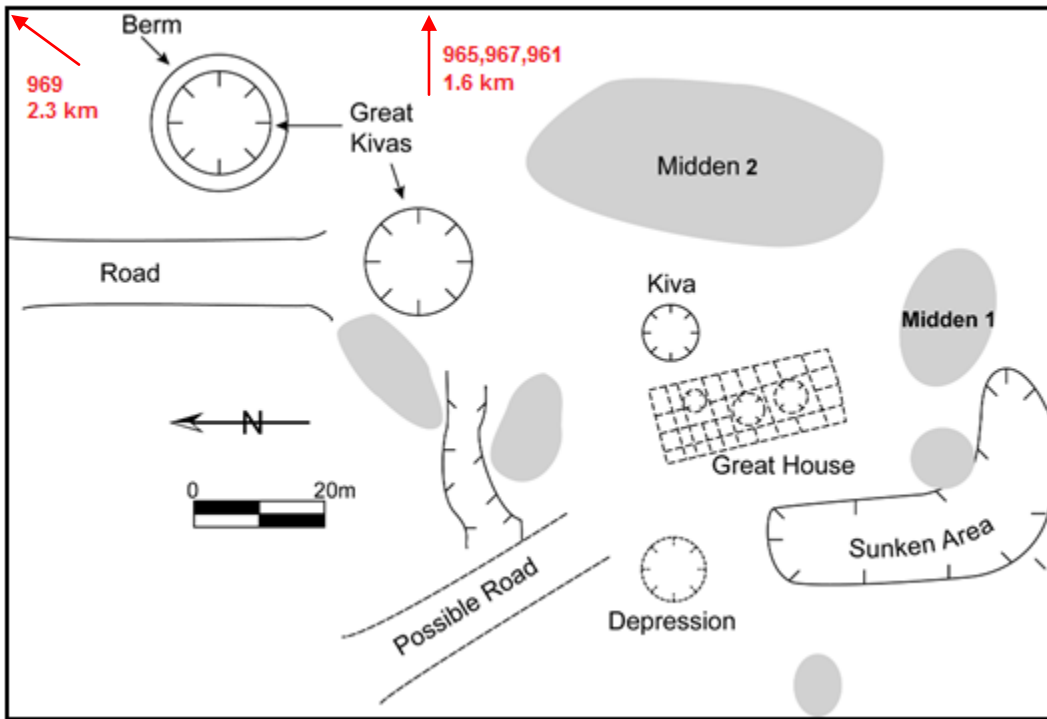 Berm
965,967,961
1.6 km
969
2.3 km
Great
Kivas
Midden 2
Road
Kiva
Midden 1
N
Great House
0 20m
Sunken Area
Possible Road
Depression